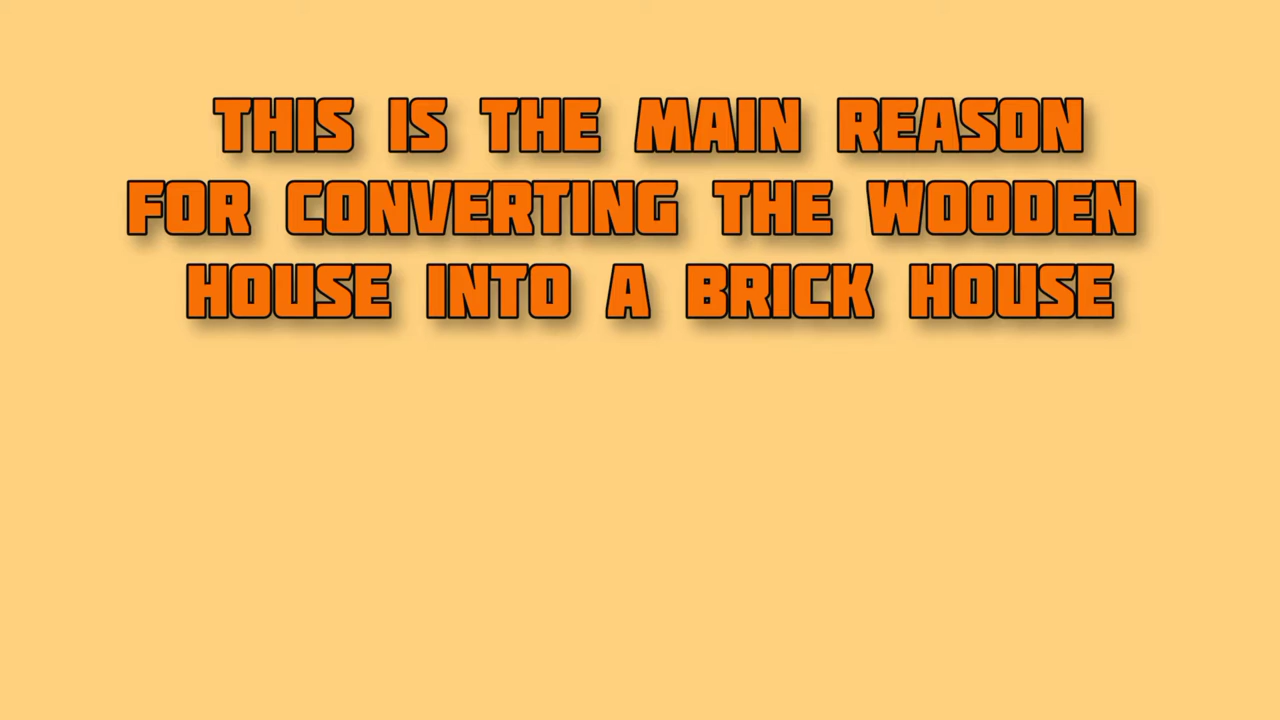 THIS IS THE MAIN REASON
FOR CONVERTING THE WOODEN
HOUSE INTO A BRICK HOUSE